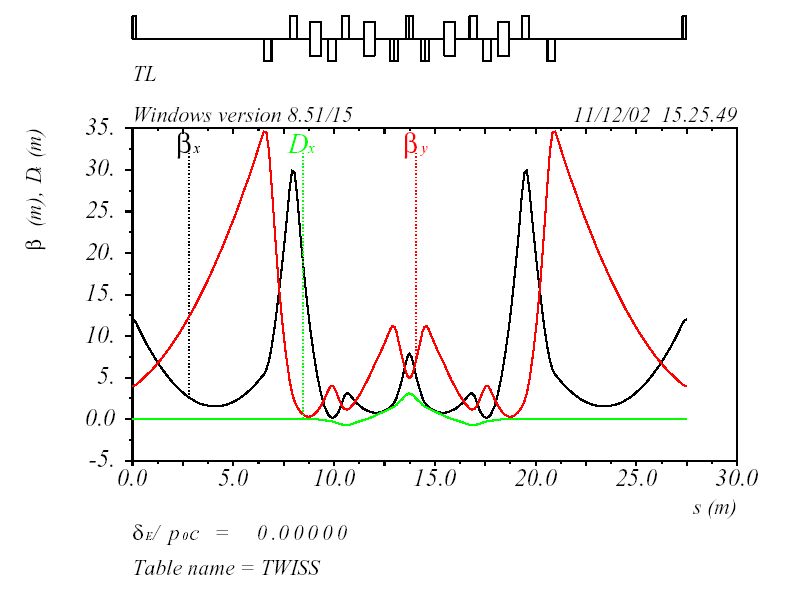 TL
Windows version 8.51/15 11/12/02 15.25.49
β (m), Dx (m)
35.
30.
25.
20.
15.
10.
5.
0.0
-5.
βx Dx βy
0.0 5.0 10.0 15.0 20.0 25.0 30.0
s (m)
δE/ p0c = 0.00000
Table name = TWISS